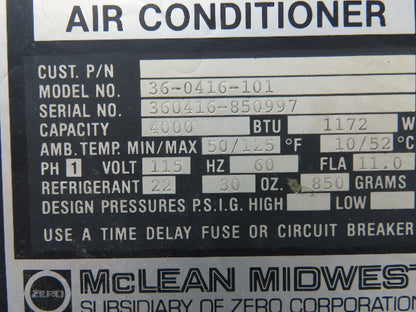 AIR CONDITIONER
CUST. P/N
MODEL NO. 36-0416-101
SERIAL NO. 360416-850997
CAPACITY 4000 BTU 1172 W
AMB. TEMP. MIN/MAX 50/125 °F 10/52°C
PH 1 VOLT 115 HZ 60 FLA 11.0
REFRIGERANT 22 30 OZ. 850 GRAMS
DESIGN PRESSURES P.S.I.G. HIGH LOW
USE A TIME DELAY FUSE OR CIRCUIT BREAKER
ZERO McLEAN MIDWEST
SUBSIDIARY OF ZERO CORPORATION